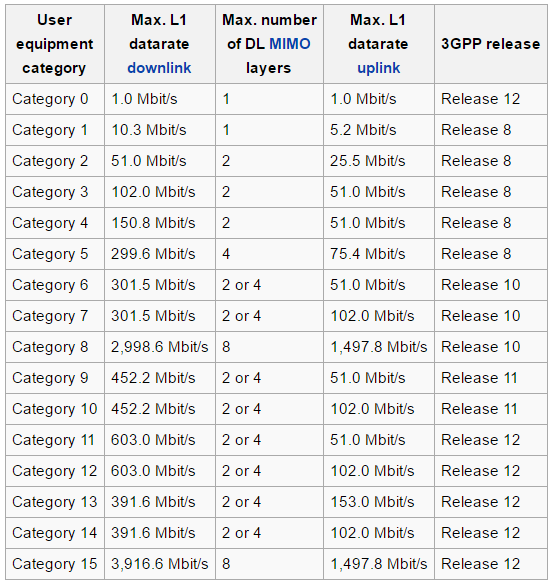 User equipment category Max. L1 datarate downlink Max. number of DL MIMO layers Max. L1 datarate uplink 3GPP release
Category 0 1.0 Mbit/s 1 1.0 Mbit/s Release 12
Category 1 10.3 Mbit/s 1 5.2 Mbit/s Release 8
Category 2 51.0 Mbit/s 2 25.5 Mbit/s Release 8
Category 3 102.0 Mbit/s 2 51.0 Mbit/s Release 8
Category 4 150.8 Mbit/s 2 51.0 Mbit/s Release 8
Category 5 299.6 Mbit/s 4 75.4 Mbit/s Release 8
Category 6 301.5 Mbit/s 2 or 4 51.0 Mbit/s Release 10
Category 7 301.5 Mbit/s 2 or 4 102.0 Mbit/s Release 10
Category 8 2,998.6 Mbit/s 8 1,497.8 Mbit/s Release 10
Category 9 452.2 Mbit/s 2 or 4 51.0 Mbit/s Release 11
Category 10 452.2 Mbit/s 2 or 4 102.0 Mbit/s Release 11
Category 11 603.0 Mbit/s 2 or 4 51.0 Mbit/s Release 12
Category 12 603.0 Mbit/s 2 or 4 102.0 Mbit/s Release 12
Category 13 391.6 Mbit/s 2 or 4 153.0 Mbit/s Release 12
Category 14 391.6 Mbit/s 2 or 4 102.0 Mbit/s Release 12
Category 15 3,916.6 Mbit/s 8 1,497.8 Mbit/s Release 12